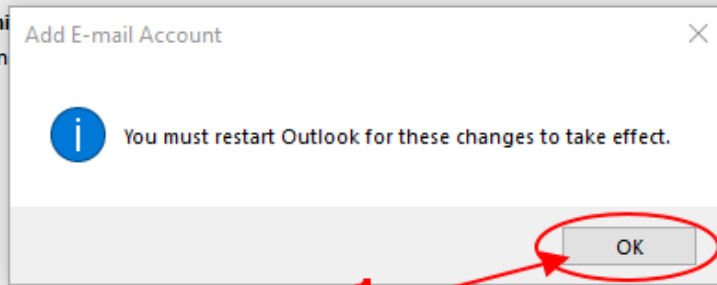 Add E-mail Account
You must restart Outlook for these changes to take effect.
OK